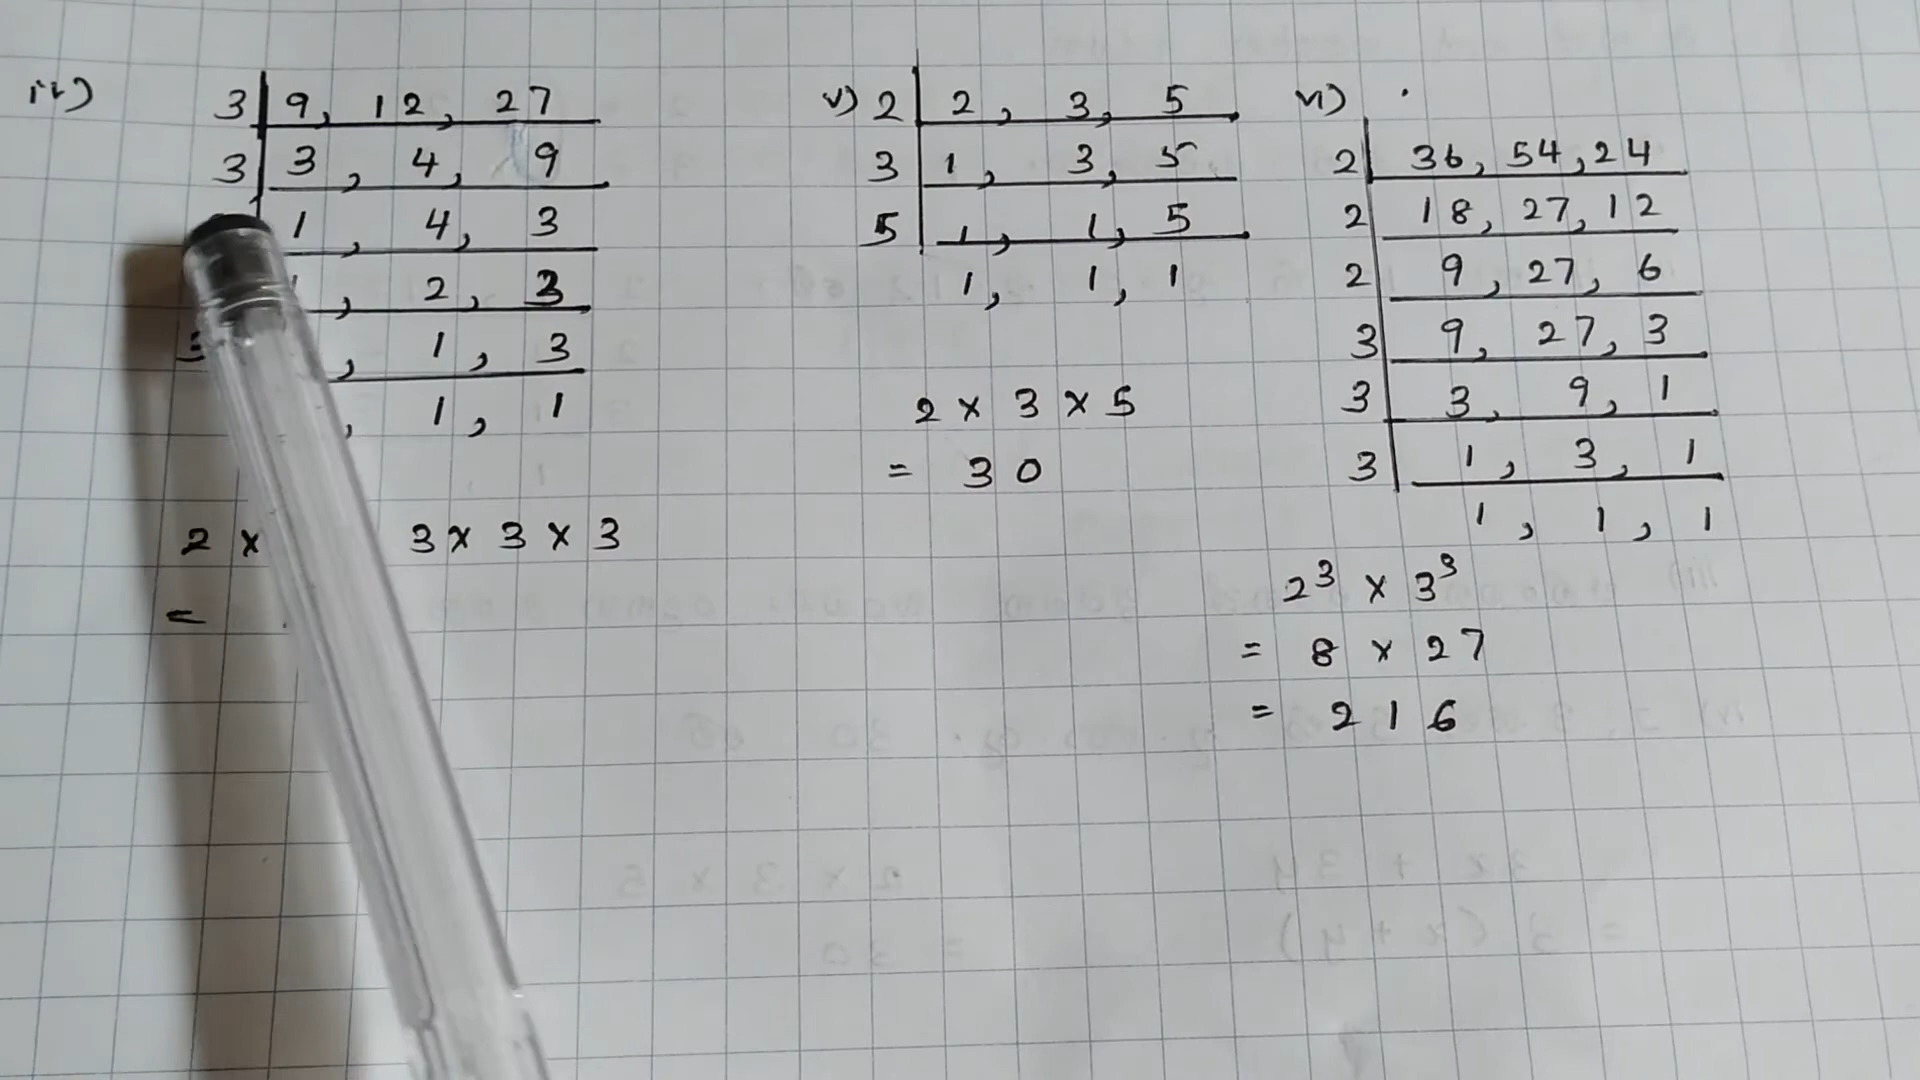 iv)
3 | 9, 12, 27
3 | 3, 4, 9
1, 4, 3
, 2, 3
3 , 1, 3
, 1, 1
2 × 3 × 3 × 3
=
v)
2 | 2, 3, 5
3 | 1, 3, 5
5 | 1, 1, 5
1, 1, 1
2 × 3 × 5
= 30
vi)
2 | 36, 54, 24
2 | 18, 27, 12
2 | 9, 27, 6
3 | 9, 27, 3
3 | 3, 9, 1
3 | 1, 3, 1
1, 1, 1
2³ × 3³
= 8 × 27
= 216